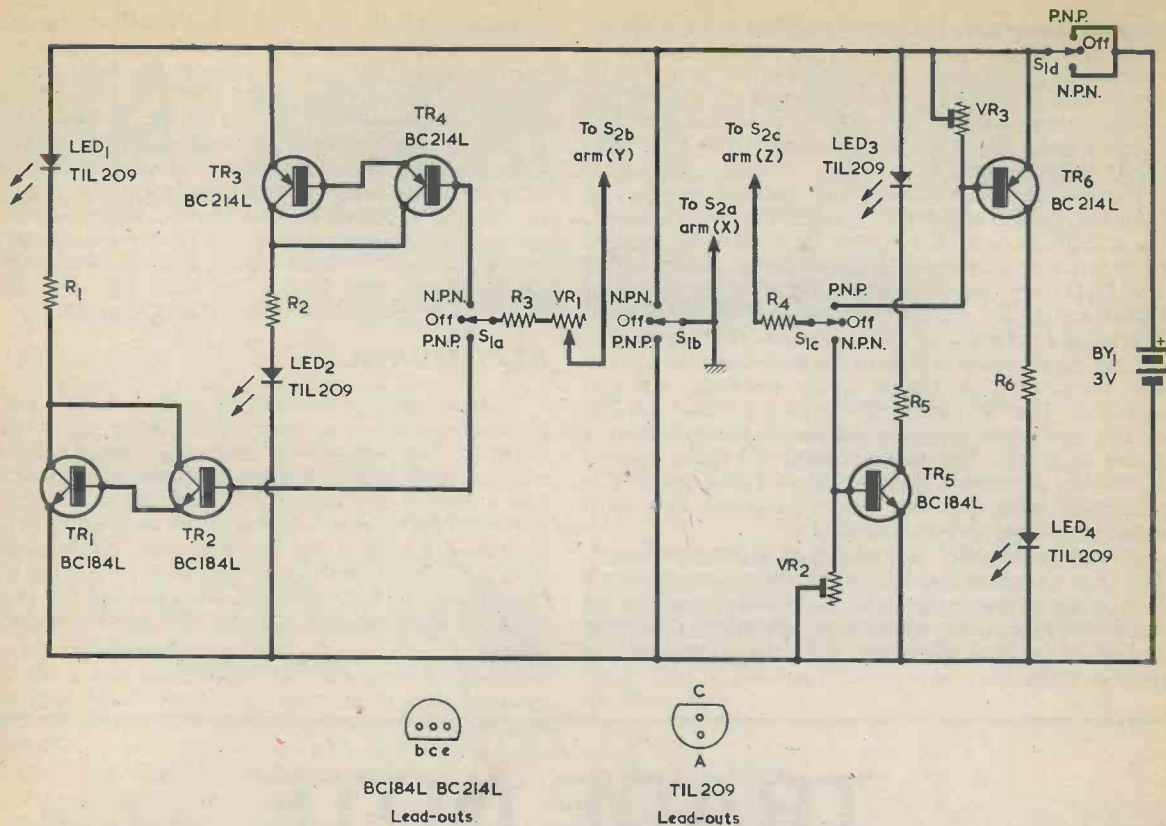 P.N.P.
Off
S1d
N.P.N.
LED1
TIL209
R1
TR3
BC214L
TR4
BC214L
R2
LED2
TIL209
N.P.N.
Off
P.N.P.
S1a
R3
VR1
To S2b
arm (Y)
N.P.N.
Off
P.N.P.
S1b
To S2a
arm (X)
To S2c
arm (Z)
R4
P.N.P.
Off
N.P.N.
S1c
LED3
TIL209
VR3
TR6
BC214L
R5
R6
BY1
3V
+
TR1
BC184L
TR2
BC184L
TR5
BC184L
VR2
LED4
TIL209
b c e
BC184L BC214L
Lead-outs
C
A
TIL209
Lead-outs